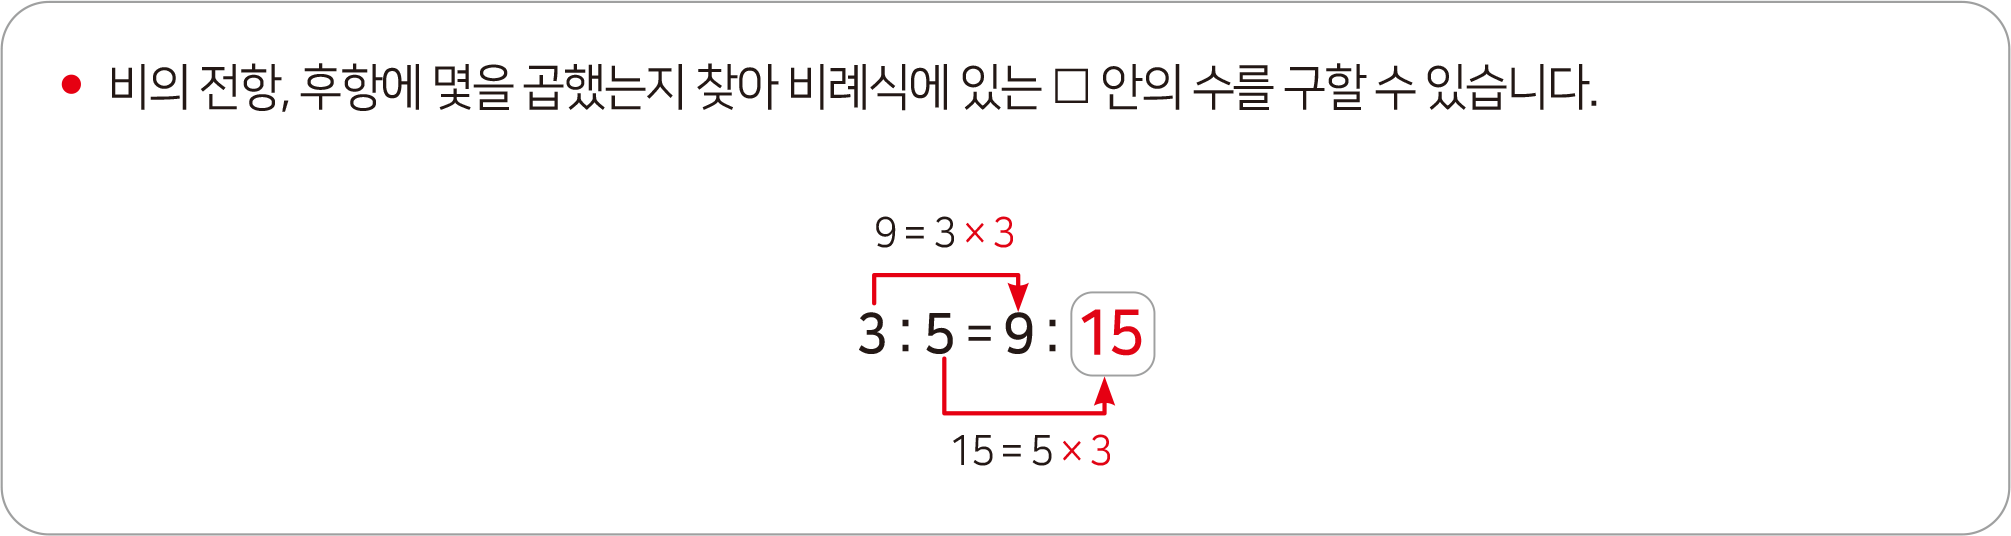 • 비의 전항, 후항에 몇을 곱했는지 찾아 비례식에 있는 □ 안의 수를 구할 수 있습니다.
9 = 3 × 3
3 : 5 = 9 : 15
15 = 5 × 3